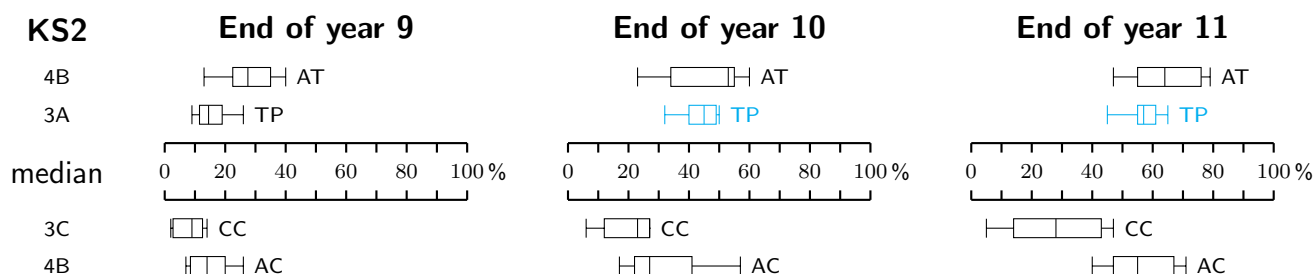 KS2 End of year 9 End of year 10 End of year 11
4B AT AT AT
3A TP TP TP
median 0 20 40 60 80 100 % 0 20 40 60 80 100 % 0 20 40 60 80 100 %
3C CC CC CC
4B AC AC AC